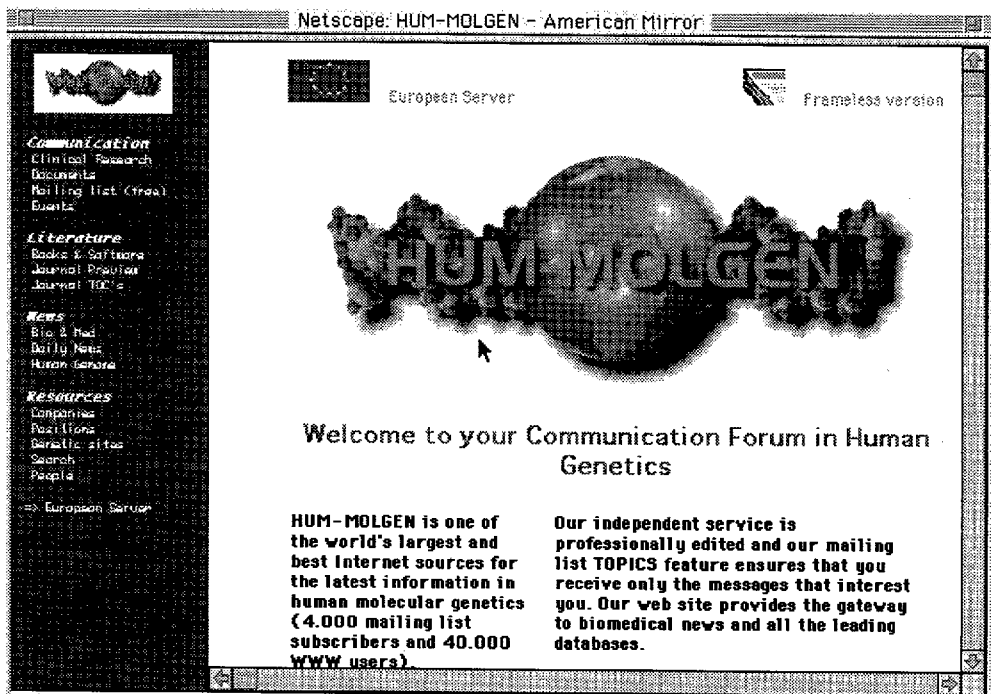 Netscape: HUM-MOLGEN - American Mirror
Communication
Clinical Research
Documents
Mailing list (free)
Events
Literature
Books & Software
Journal Preview
Journal TOC's
News
Bio & Med
Daily News
Human Genome
Resources
Companies
Positions
Genetic sites
Search
People
=> European Server
European Server
Frameless version
HUM-MOLGEN
Welcome to your Communication Forum in Human
Genetics
HUM-MOLGEN is one of
the world's largest and
best Internet sources for
the latest information in
human molecular genetics
(4.000 mailing list
subscribers and 40.000
WWW users).
Our independent service is
professionally edited and our mailing
list TOPICS feature ensures that you
receive only the messages that interest
you. Our web site provides the gateway
to biomedical news and all the leading
databases.